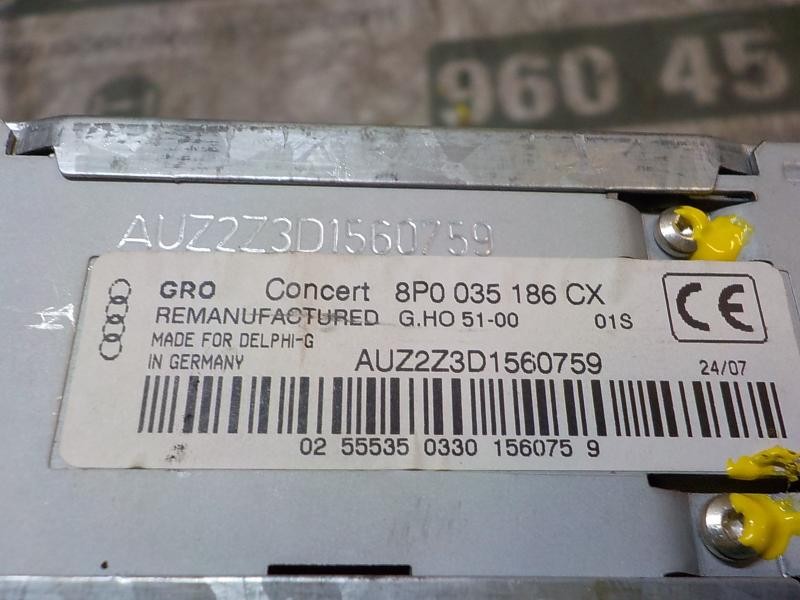 960 45
AUZ2Z3D1560759
GRO Concert 8P0 035 186 CX
REMANUFACTURED G.HO 51-00 01S
MADE FOR DELPHI-G
IN GERMANY AUZ2Z3D1560759 24/07
CE
02 55535 0330 156075 9